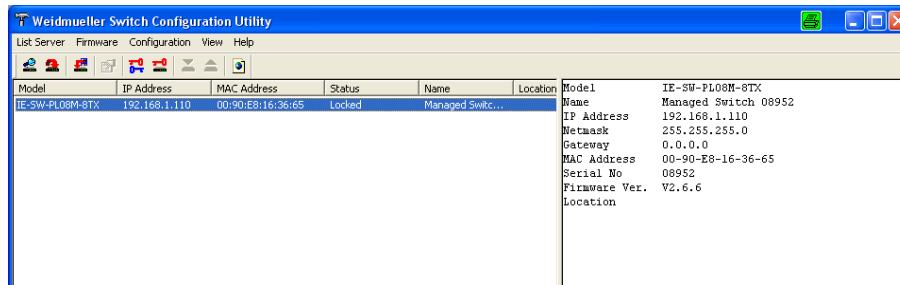 Weidmueller Switch Configuration Utility
List Server Firmware Configuration View Help
Model IP Address MAC Address Status Name Location
IE-SW-PL08M-8TX 192.168.1.110 00:90:E8:16:36:65 Locked Managed Switc...
Model IE-SW-PL08M-8TX
Name Managed Switch 08952
IP Address 192.168.1.110
Netmask 255.255.255.0
Gateway 0.0.0.0
MAC Address 00-90-E8-16-36-65
Serial No 08952
Firmware Ver. V2.6.6
Location